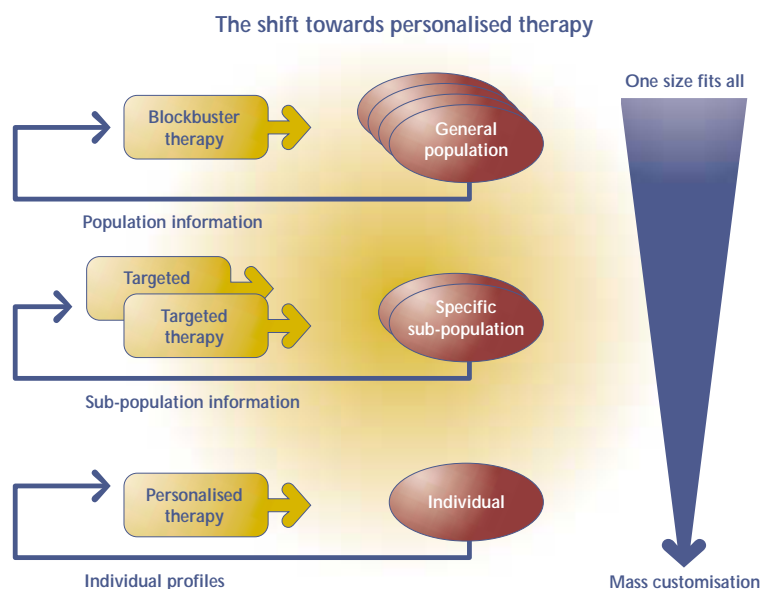 The shift towards personalised therapy
One size fits all
Blockbuster
therapy
General
population
Population information
Targeted
Targeted
therapy
Specific
sub-population
Sub-population information
Personalised
therapy
Individual
Individual profiles
Mass customisation